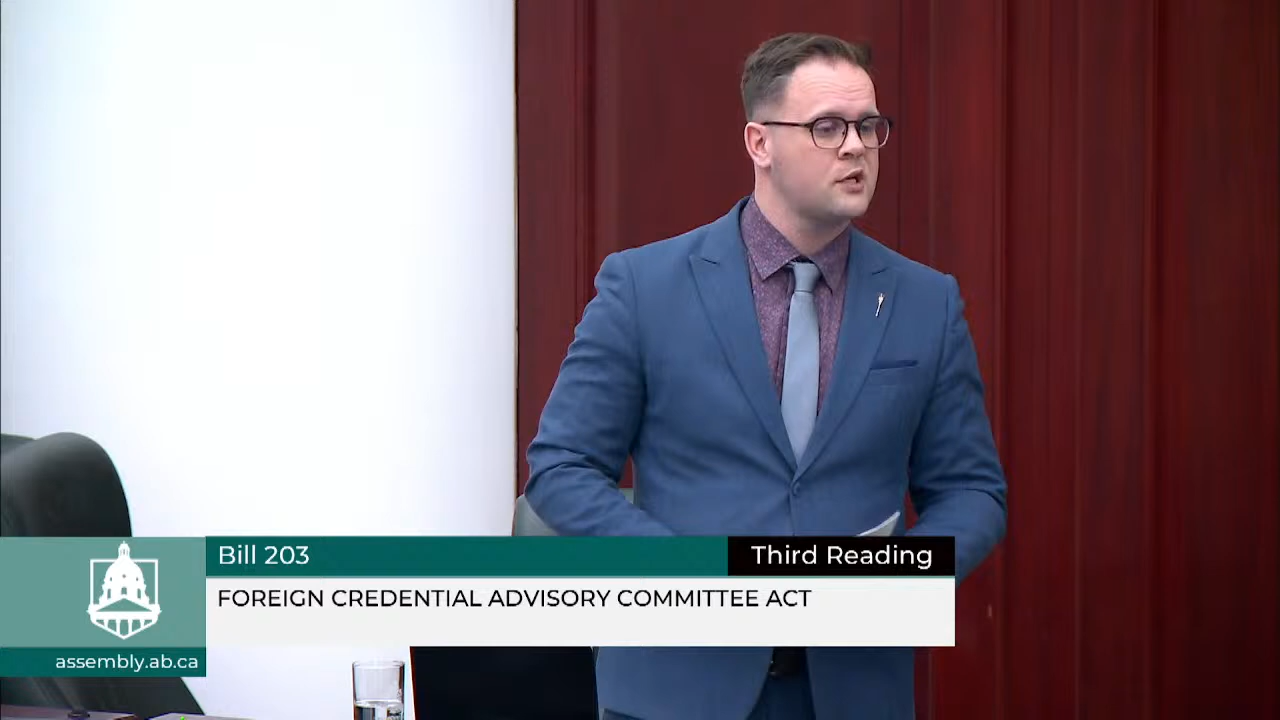 Bill 203
Third Reading
FOREIGN CREDENTIAL ADVISORY COMMITTEE ACT
assembly.ab.ca